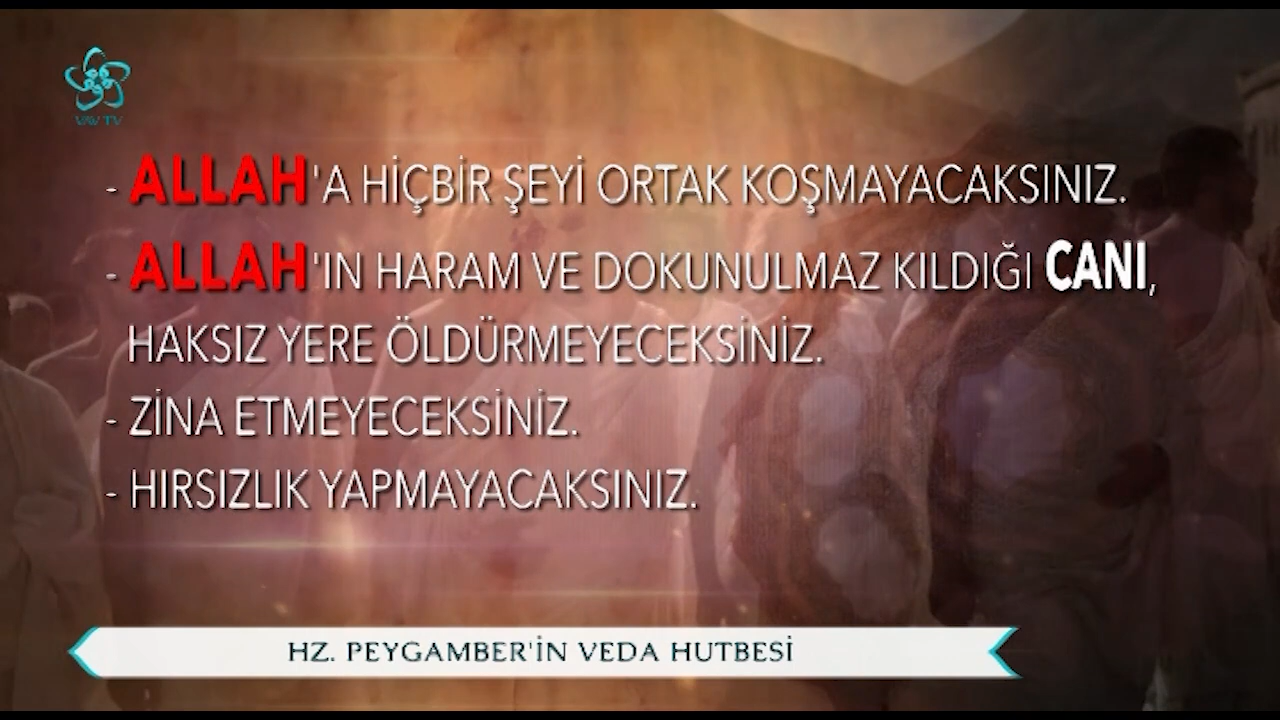 VAV TV
- ALLAH'A HİÇBİR ŞEYİ ORTAK KOŞMAYACAKSINIZ.
- ALLAH'IN HARAM VE DOKUNULMAZ KILDIĞI CANI,
HAKSIZ YERE ÖLDÜRMEYECEKSİNİZ.
- ZİNA ETMEYECEKSİNİZ.
- HIRSIZLIK YAPMAYACAKSINIZ.
HZ. PEYGAMBER'İN VEDA HUTBESİ